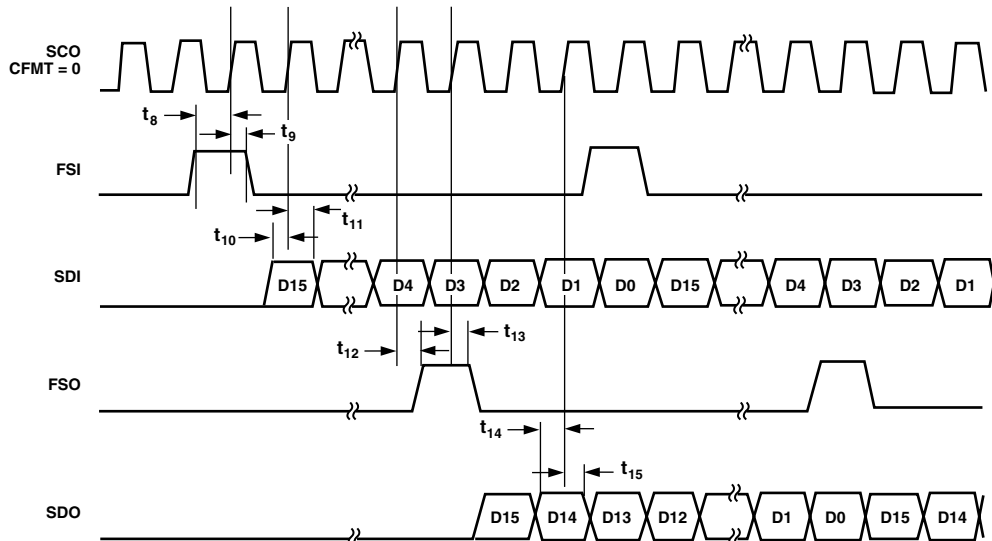 SCO
CFMT = 0
t8
t9
FSI
t11
t10
SDI
D15 D4 D3 D2 D1 D0 D15 D4 D3 D2 D1
t13
t12
FSO
t14
t15
SDO
D15 D14 D13 D12 D1 D0 D15 D14